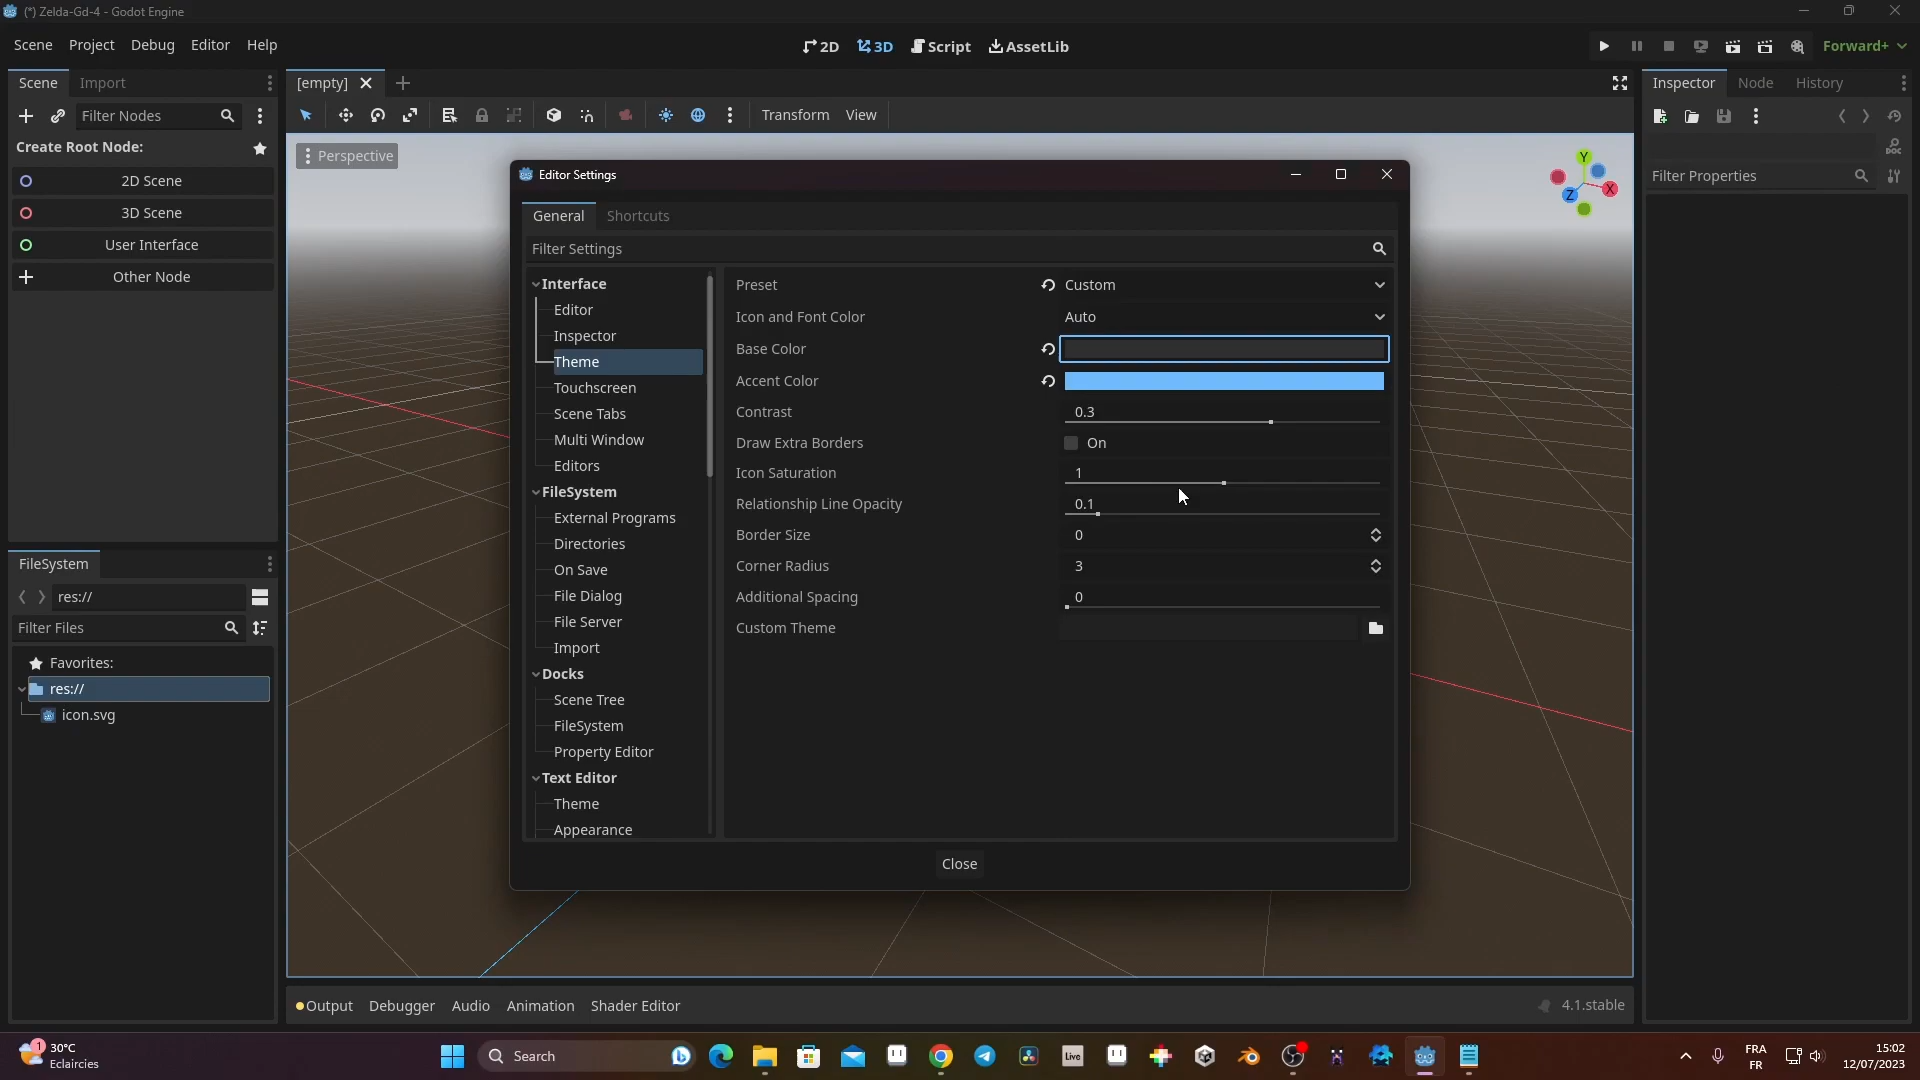 (*) Zelda-Gd-4 - Godot Engine
Scene Project Debug Editor Help
2D 3D Script AssetLib
Forward+
Scene Import
[empty]
Inspector Node History
Filter Nodes
Transform View
Create Root Node:
2D Scene
3D Scene
User Interface
Other Node
Perspective
Y
X
Z
DOC
Filter Properties
Editor Settings
General Shortcuts
Filter Settings
Interface
Editor
Inspector
Theme
Touchscreen
Scene Tabs
Multi Window
Editors
FileSystem
External Programs
Directories
On Save
File Dialog
File Server
Import
Docks
Scene Tree
FileSystem
Property Editor
Text Editor
Theme
Appearance
Preset Custom
Icon and Font Color Auto
Base Color
Accent Color
Contrast 0.3
Draw Extra Borders On
Icon Saturation 1
Relationship Line Opacity 0.1
Border Size 0
Corner Radius 3
Additional Spacing 0
Custom Theme
Close
FileSystem
res://
Filter Files
Favorites:
res://
icon.svg
Output Debugger Audio Animation Shader Editor
4.1.stable
1
30°C
Eclaircies
Search
Live
FRA
FR
15:02
12/07/2023